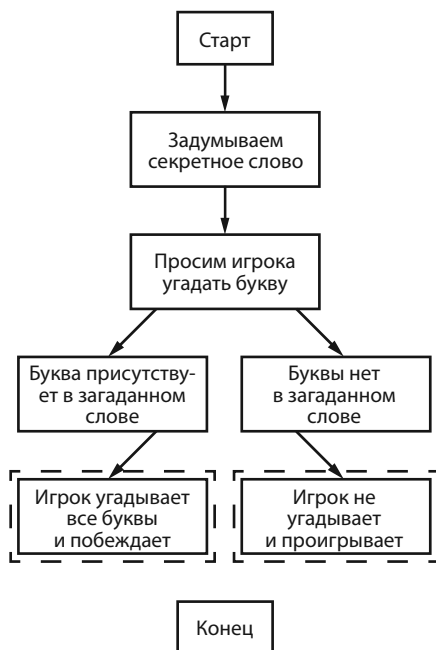 Старт
Задумываем
секретное слово
Просим игрока
угадать букву
Буква присутству-
ет в загаданном
слове
Буквы нет
в загаданном
слове
Игрок угадывает
все буквы
и побеждает
Игрок не
угадывает
и проигрывает
Конец